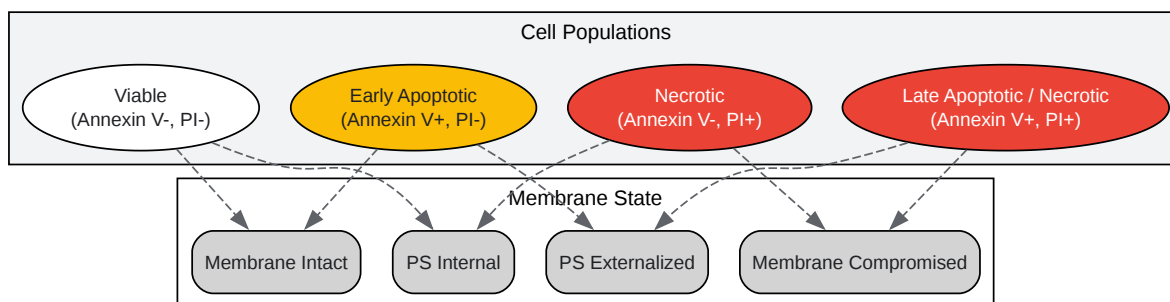 Cell Populations
Viable
(Annexin V-, PI-)
Early Apoptotic
(Annexin V+, PI-)
Necrotic
(Annexin V-, PI+)
Late Apoptotic / Necrotic
(Annexin V+, PI+)
Membrane State
Membrane Intact
PS Internal
PS Externalized
Membrane Compromised